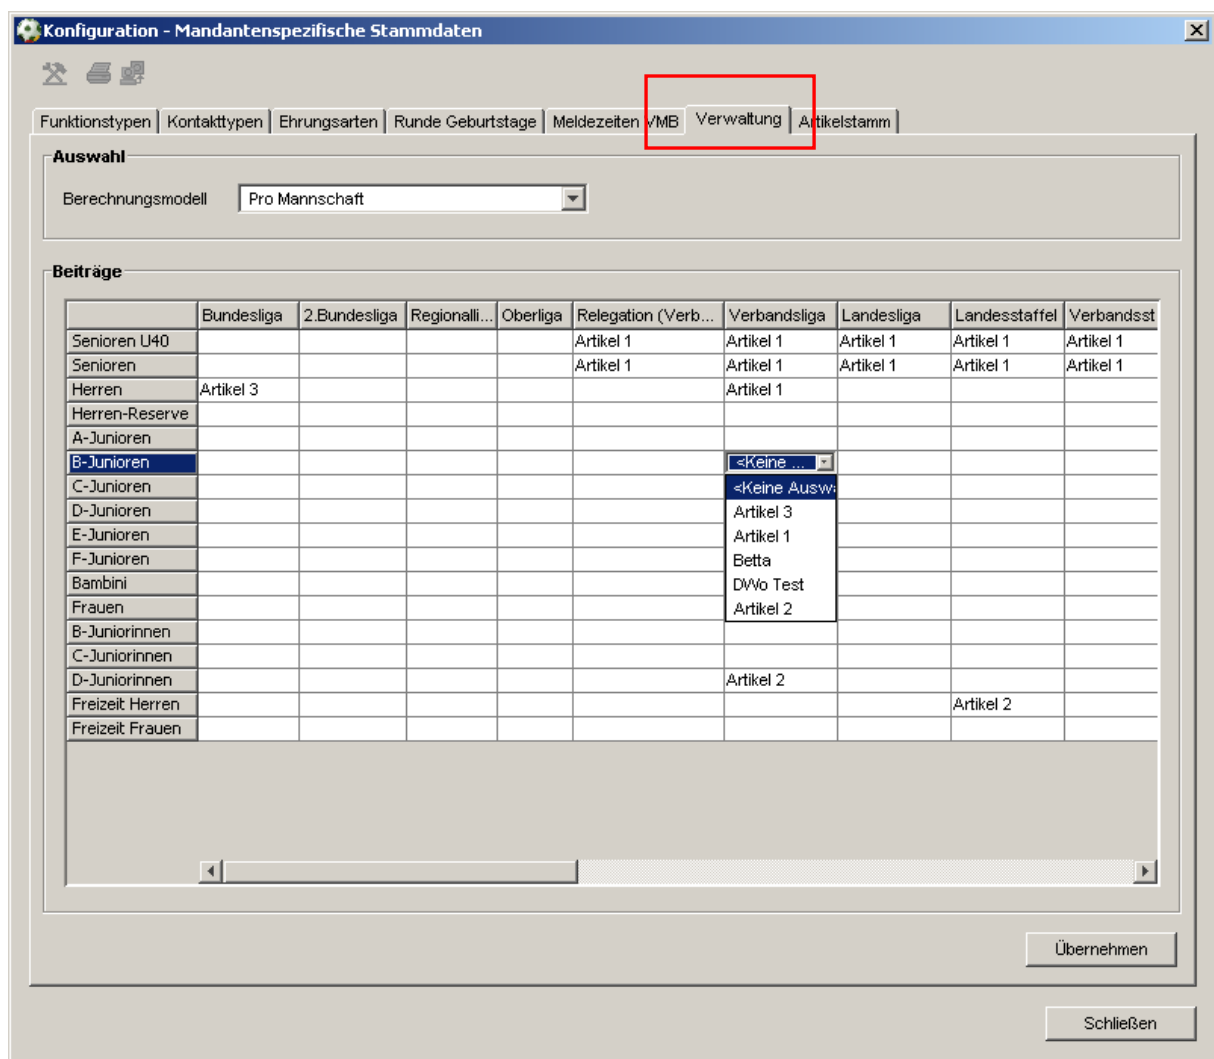 Konfiguration - Mandantenspezifische Stammdaten
Funktionstypen Kontakttypen Ehrungsarten Runde Geburtstage Meldezeiten VMB Verwaltung Artikelstamm
Auswahl
Berechnungsmodell Pro Mannschaft
Beiträge
Bundesliga 2.Bundesliga Regionalli... Oberliga Relegation (Verb... Verbandsliga Landesliga Landesstaffel Verbandsst
Senioren U40 Artikel 1 Artikel 1 Artikel 1 Artikel 1 Artikel 1
Senioren Artikel 1 Artikel 1 Artikel 1 Artikel 1 Artikel 1
Herren Artikel 3 Artikel 1
Herren-Reserve
A-Junioren
B-Junioren <Keine ...
C-Junioren <Keine Auswa
D-Junioren Artikel 3
E-Junioren Artikel 1
F-Junioren Betta
Bambini DWo Test
Frauen Artikel 2
B-Juniorinnen
C-Juniorinnen
D-Juniorinnen Artikel 2
Freizeit Herren Artikel 2
Freizeit Frauen
Übernehmen
Schließen